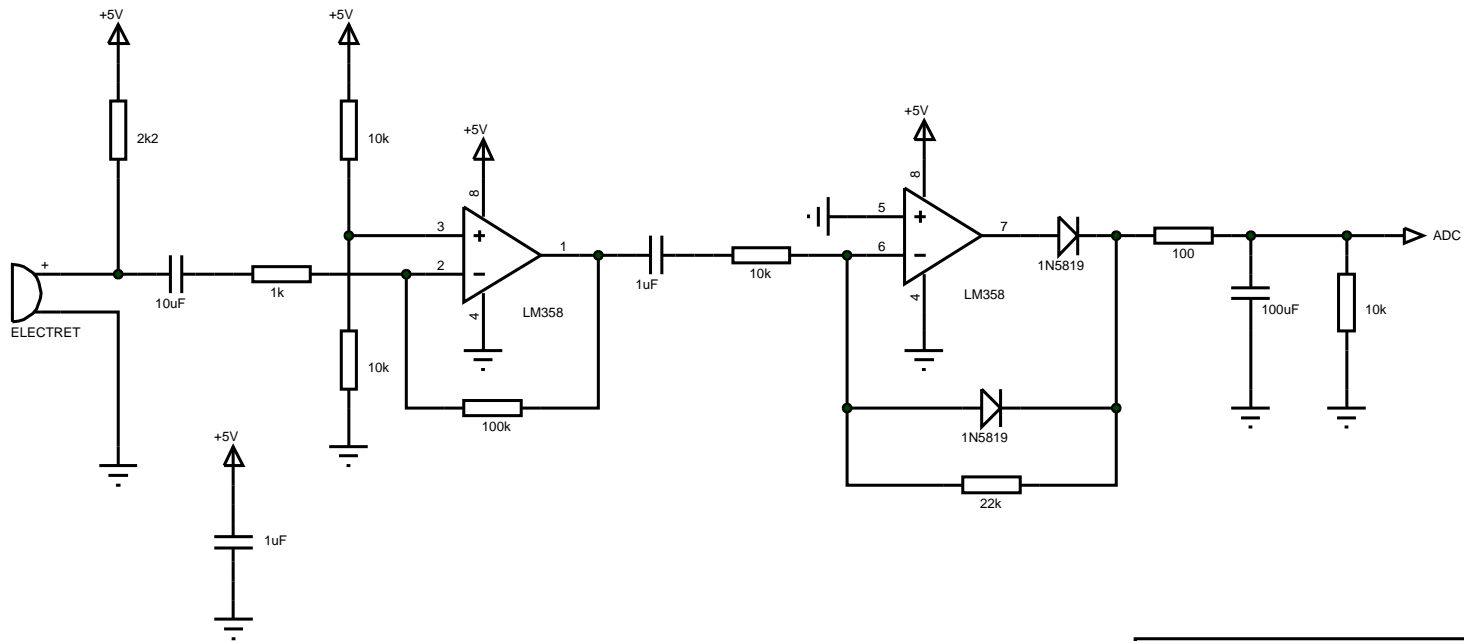 +5V
+5V
2k2
10k
+5V
+5V
8
8
3
+
5
+
7
1
2
-
6
-
1N5819
100
ADC
+
10uF
1k
1uF
10k
4
LM358
4
LM358
100uF
10k
ELECTRET
10k
100k
1N5819
+5V
22k
1uF